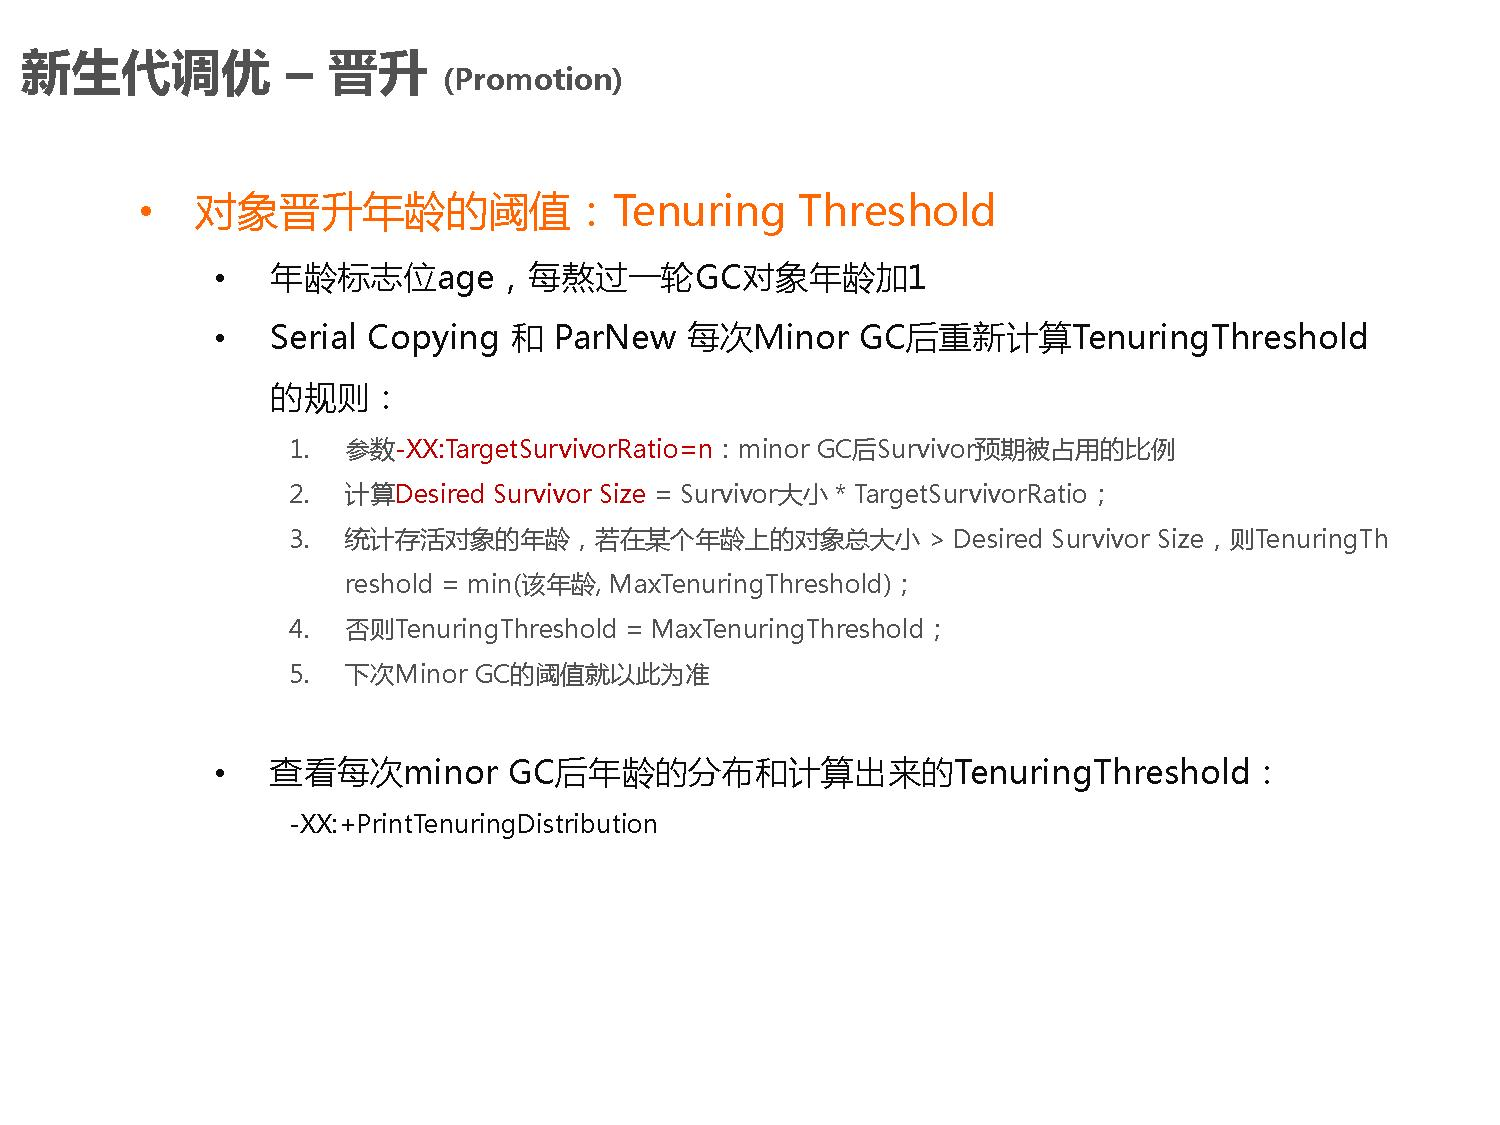 新生代调优 – 晋升 (Promotion)
• 对象晋升年龄的阈值：Tenuring Threshold
• 年龄标志位age，每熬过一轮GC对象年龄加1
• Serial Copying 和 ParNew 每次Minor GC后重新计算TenuringThreshold
的规则：
1. 参数-XX:TargetSurvivorRatio=n：minor GC后Survivor预期被占用的比例
2. 计算Desired Survivor Size = Survivor大小 * TargetSurvivorRatio；
3. 统计存活对象的年龄，若在某个年龄上的对象总大小 > Desired Survivor Size，则TenuringTh
reshold = min(该年龄, MaxTenuringThreshold)；
4. 否则TenuringThreshold = MaxTenuringThreshold；
5. 下次Minor GC的阈值就以此为准
• 查看每次minor GC后年龄的分布和计算出来的TenuringThreshold：
-XX:+PrintTenuringDistribution